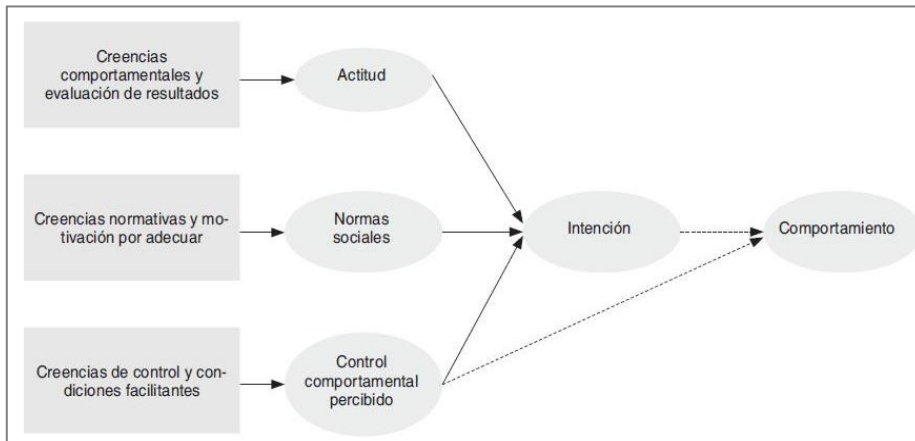 Creencias
comportamentales y
evaluación de resultados
Actitud
Creencias normativas y mo-
tivación por adecuar
Normas
sociales
Intención
Comportamiento
Creencias de control y con-
diciones facilitantes
Control
comportamental
percibido